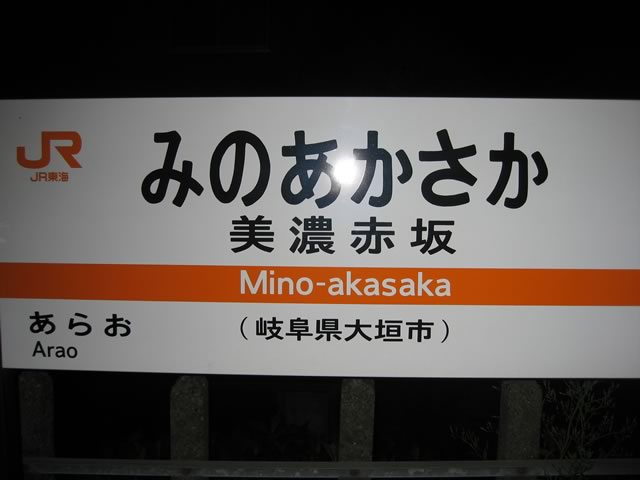 JR
JR東海
みのあかさか
美濃赤坂
Mino-akasaka
あらお
Arao
（岐阜県大垣市）